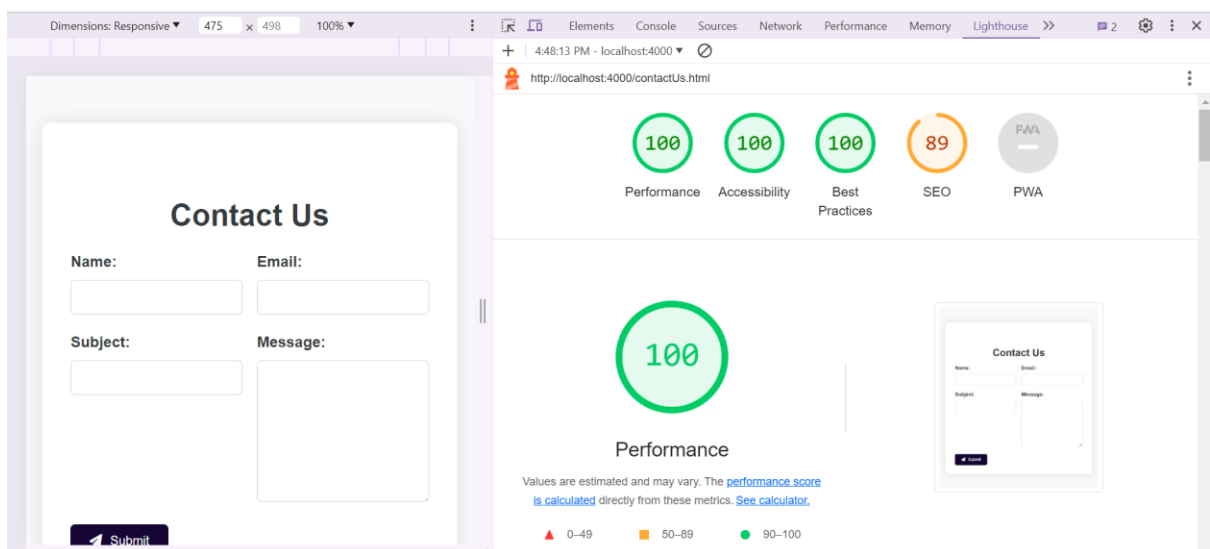 Dimensions: Responsive ▼ 475 × 498 100% ▼
Elements Console Sources Network Performance Memory Lighthouse 2
4:48:13 PM - localhost:4000 ▼
http://localhost:4000/contactUs.html
Contact Us
Name: Email:
Subject: Message:
Submit
100 100 100 89 PWA
Performance Accessibility Best Practices SEO PWA
100
Performance
Values are estimated and may vary. The performance score
is calculated directly from these metrics. See calculator.
0–49 50–89 90–100
Contact Us
Name: Email:
Subject: Message:
Submit